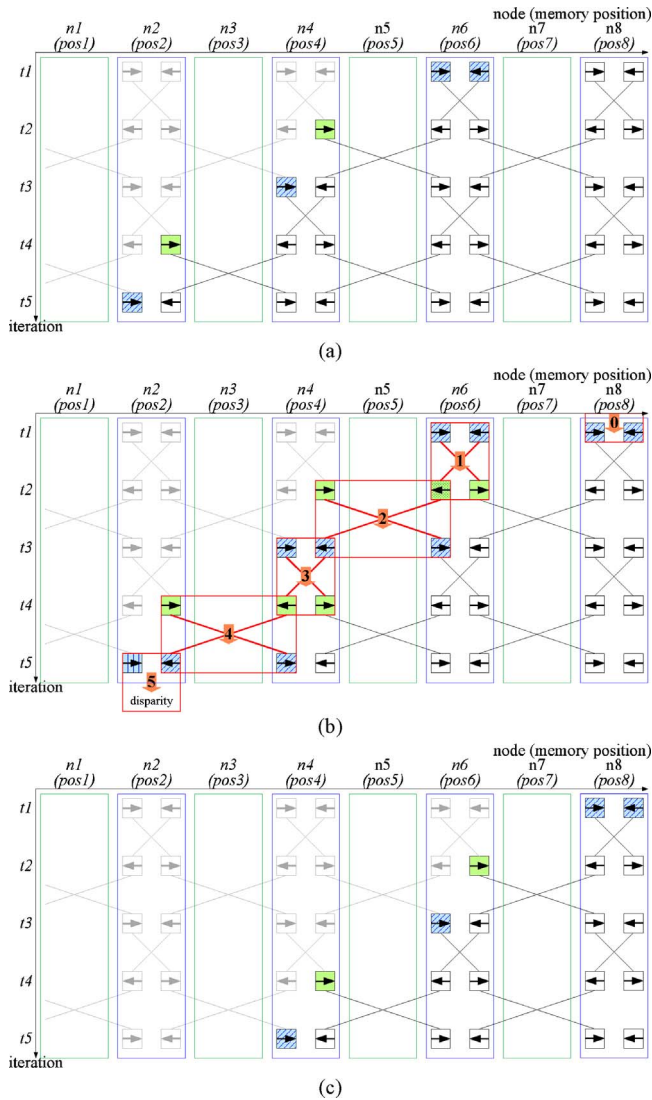 node (memory position)
n1 n2 n3 n4 n5 n6 n7 n8
(pos1) (pos2) (pos3) (pos4) (pos5) (pos6) (pos7) (pos8)
t1
t2
t3
t4
t5
iteration
(a)
node (memory position)
n1 n2 n3 n4 n5 n6 n7 n8
(pos1) (pos2) (pos3) (pos4) (pos5) (pos6) (pos7) (pos8)
0
t1
1
t2
2
t3
3
t4
4
t5
5
iteration
disparity
(b)
node (memory position)
n1 n2 n3 n4 n5 n6 n7 n8
(pos1) (pos2) (pos3) (pos4) (pos5) (pos6) (pos7) (pos8)
t1
t2
t3
t4
t5
iteration
(c)